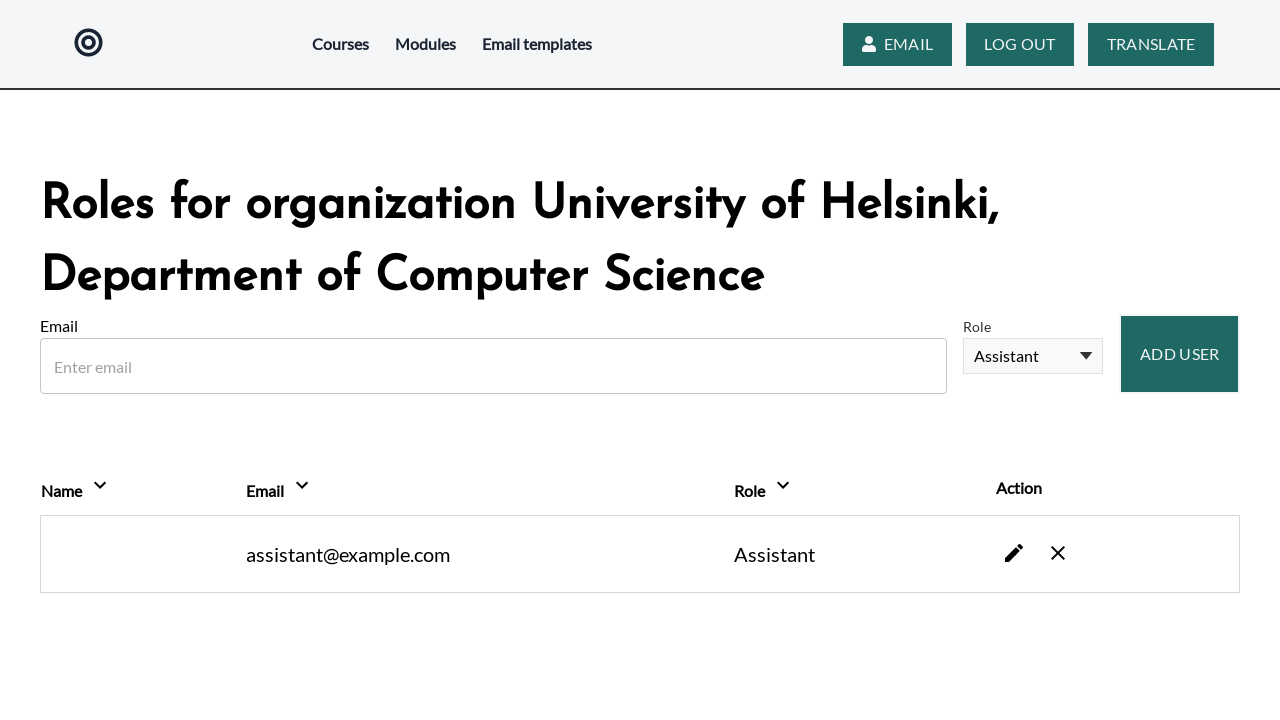 Courses Modules Email templates EMAIL LOG OUT TRANSLATE
Roles for organization University of Helsinki,
Department of Computer Science
Email Role
Enter email Assistant ADD USER
Name Email Role Action
assistant@example.com Assistant